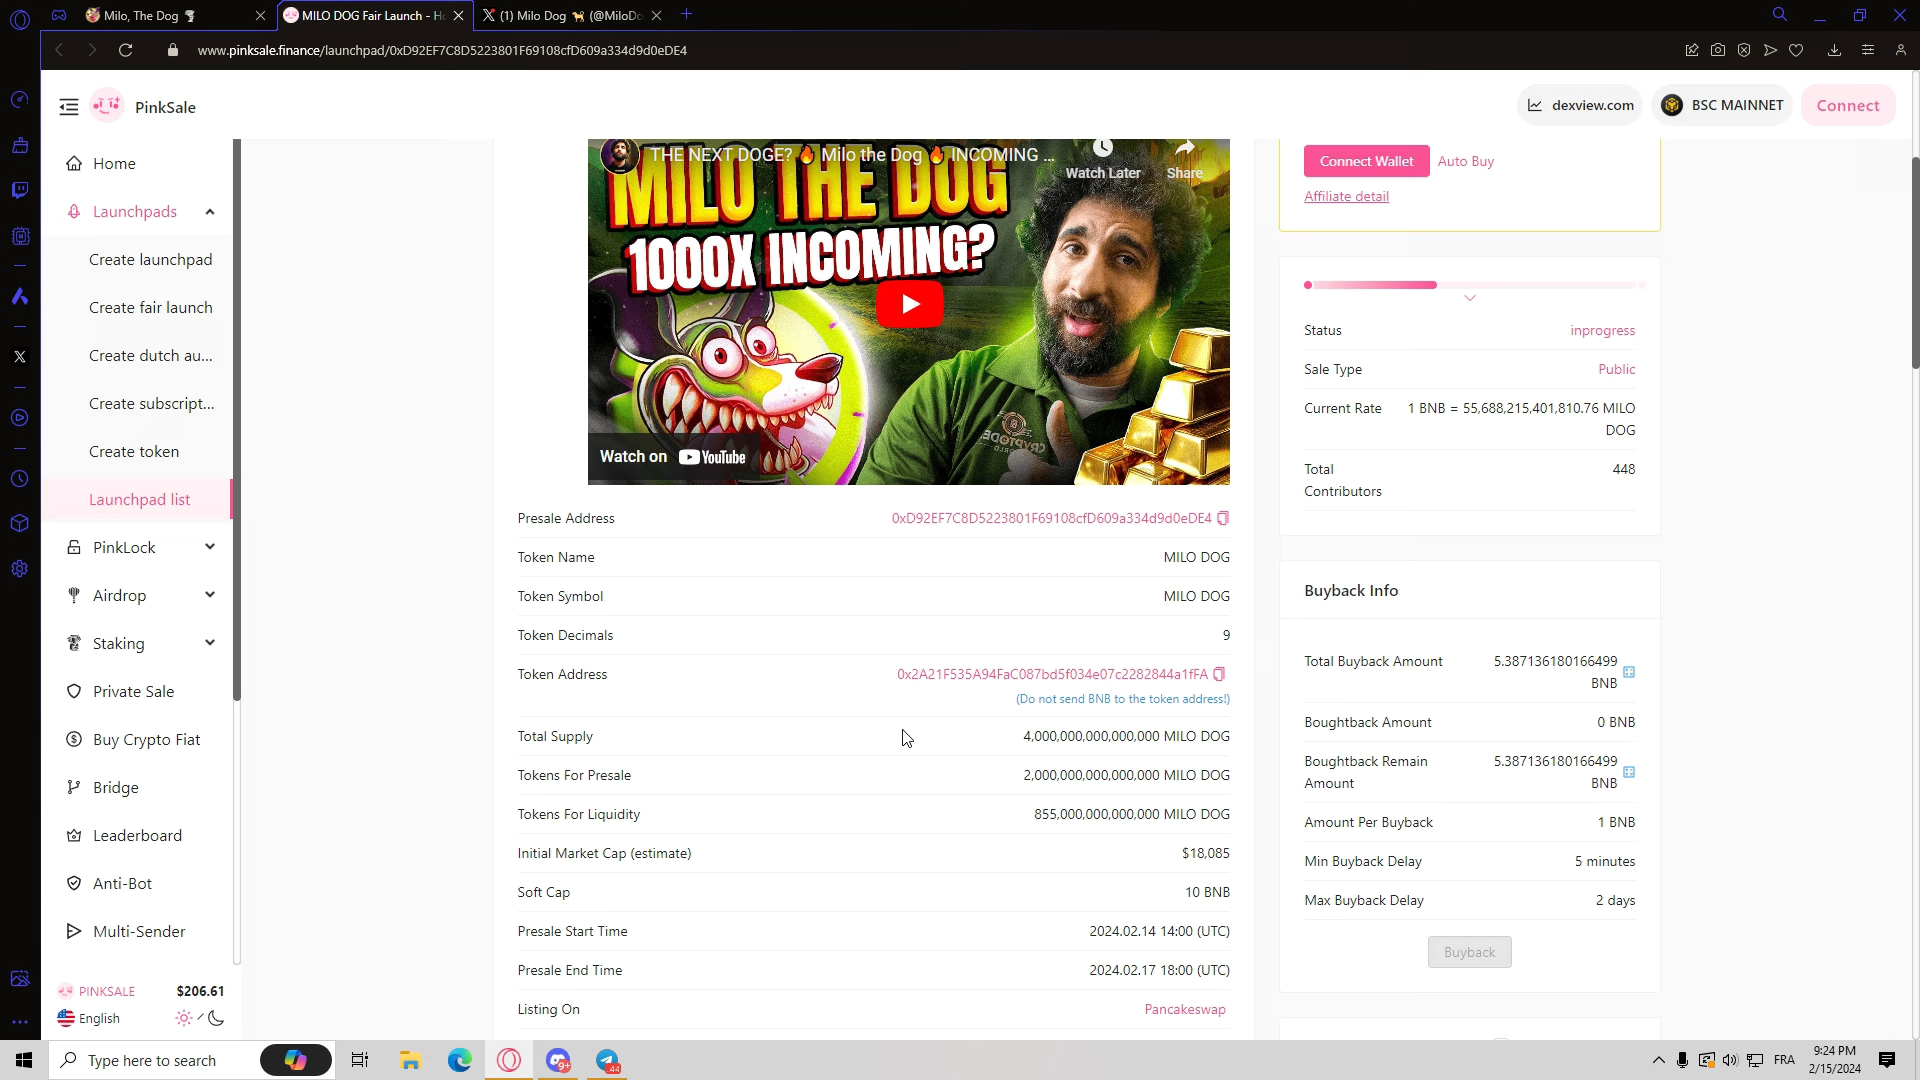 Milo, The Dog
MILO DOG Fair Launch - Ho
(1) Milo Dog (@MiloDo
www.pinksale.finance/launchpad/0xD92EF7C8D5223801F69108cfD609a334d9d0eDE4
PinkSale
dexview.com
BSC MAINNET
Connect
Home
Launchpads
Create launchpad
Create fair launch
Create dutch au...
Create subscript...
Create token
Launchpad list
PinkLock
Airdrop
Staking
Private Sale
Buy Crypto Fiat
Bridge
Leaderboard
Anti-Bot
Multi-Sender
PINKSALE $206.61
English
THE NEXT DOGE? 🔥 Milo the Dog 🔥 INCOMING ...
Watch Later
Share
MILO THE DOG
1000X INCOMING?
Watch on YouTube
Presale Address 0xD92EF7C8D5223801F69108cfD609a334d9d0eDE4
Token Name MILO DOG
Token Symbol MILO DOG
Token Decimals 9
Token Address 0x2A21F535A94FaC087bd5f034e07c2282844a1fFA
(Do not send BNB to the token address!)
Total Supply 4,000,000,000,000,000 MILO DOG
Tokens For Presale 2,000,000,000,000,000 MILO DOG
Tokens For Liquidity 855,000,000,000,000 MILO DOG
Initial Market Cap (estimate) $18,085
Soft Cap 10 BNB
Presale Start Time 2024.02.14 14:00 (UTC)
Presale End Time 2024.02.17 18:00 (UTC)
Listing On Pancakeswap
Connect Wallet Auto Buy
Affiliate detail
Status inprogress
Sale Type Public
Current Rate 1 BNB = 55,688,215,401,810.76 MILO
DOG
Total 448
Contributors
Buyback Info
Total Buyback Amount 5.387136180166499
BNB
Boughtback Amount 0 BNB
Boughtback Remain 5.387136180166499
Amount BNB
Amount Per Buyback 1 BNB
Min Buyback Delay 5 minutes
Max Buyback Delay 2 days
Buyback
Type here to search
9+
44
FRA
9:24 PM
2/15/2024